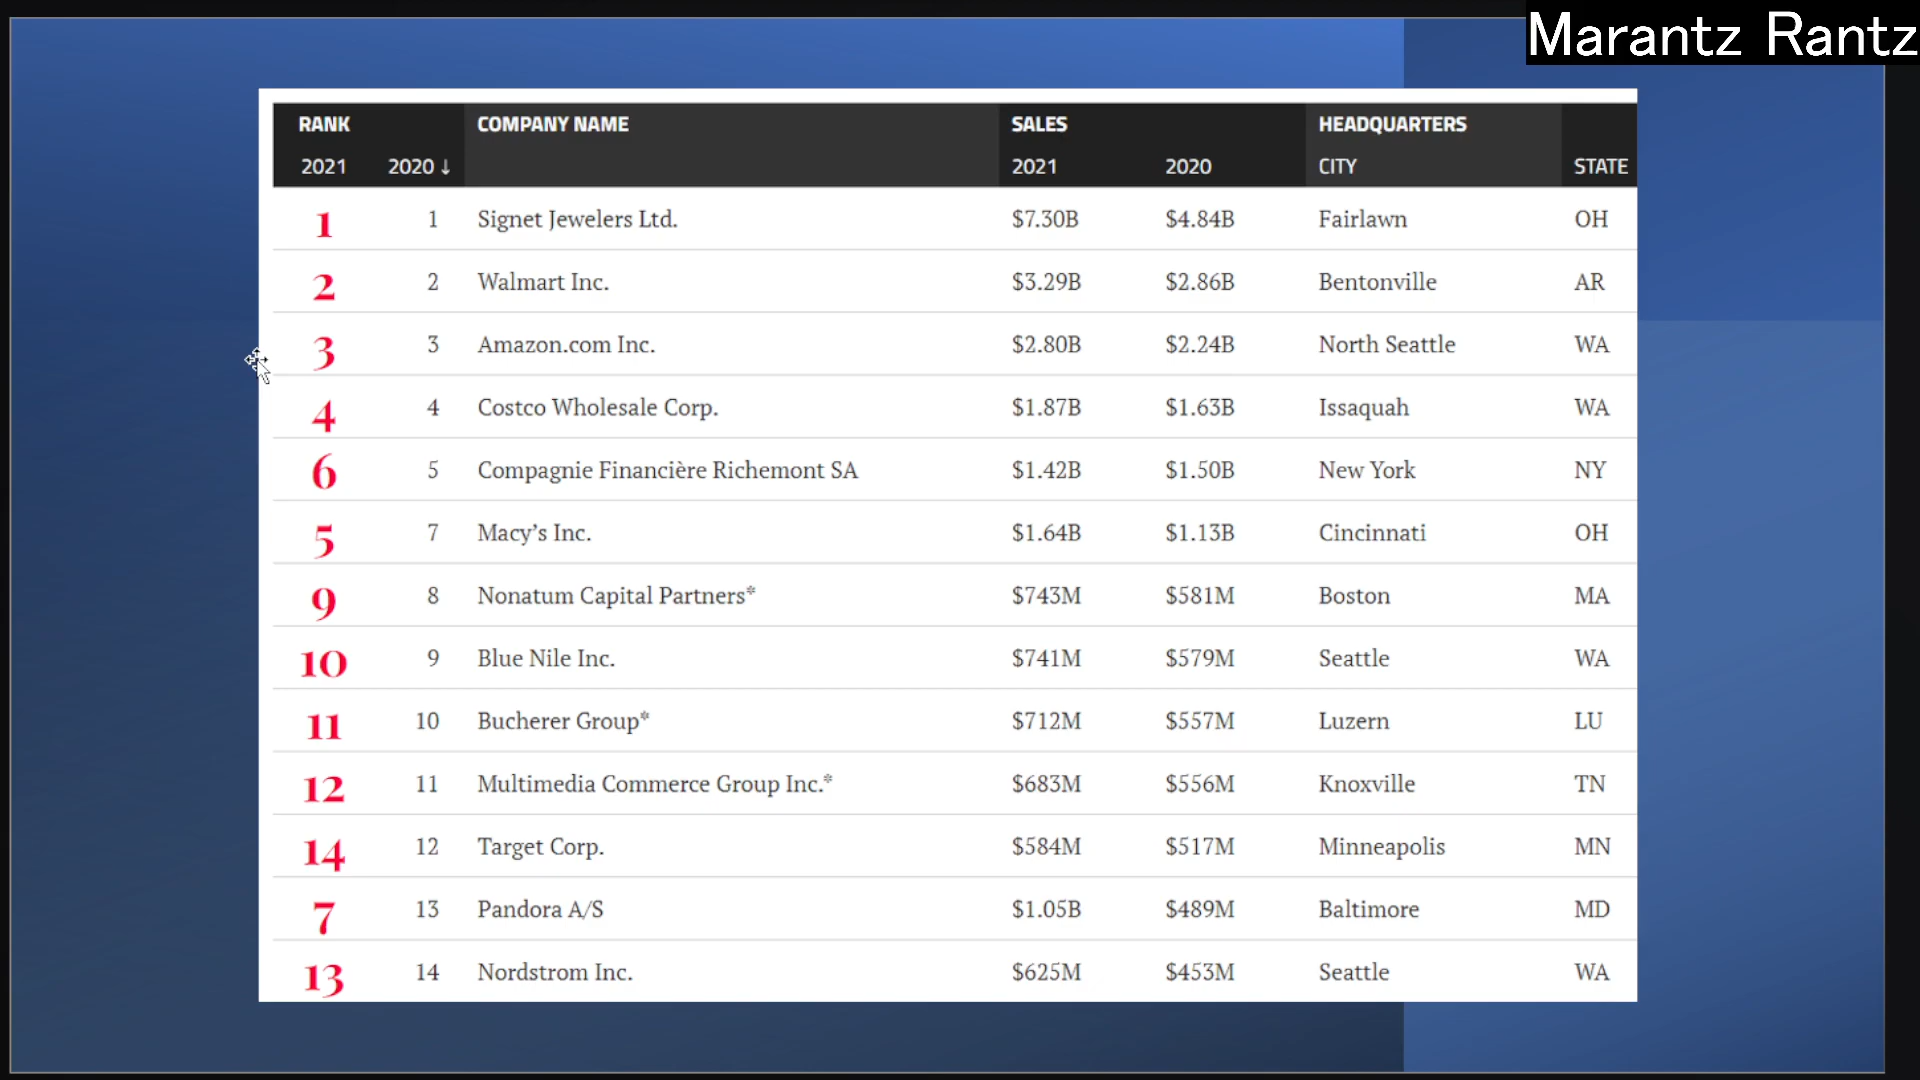 Marantz Rantz
RANK COMPANY NAME SALES HEADQUARTERS
2021 2020 ↓ 2021 2020 CITY STATE
1 1 Signet Jewelers Ltd. $7.30B $4.84B Fairlawn OH
2 2 Walmart Inc. $3.29B $2.86B Bentonville AR
3 3 Amazon.com Inc. $2.80B $2.24B North Seattle WA
4 4 Costco Wholesale Corp. $1.87B $1.63B Issaquah WA
6 5 Compagnie Financière Richemont SA $1.42B $1.50B New York NY
5 7 Macy’s Inc. $1.64B $1.13B Cincinnati OH
9 8 Nonatum Capital Partners* $743M $581M Boston MA
10 9 Blue Nile Inc. $741M $579M Seattle WA
11 10 Bucherer Group* $712M $557M Luzern LU
12 11 Multimedia Commerce Group Inc.* $683M $556M Knoxville TN
14 12 Target Corp. $584M $517M Minneapolis MN
7 13 Pandora A/S $1.05B $489M Baltimore MD
13 14 Nordstrom Inc. $625M $453M Seattle WA